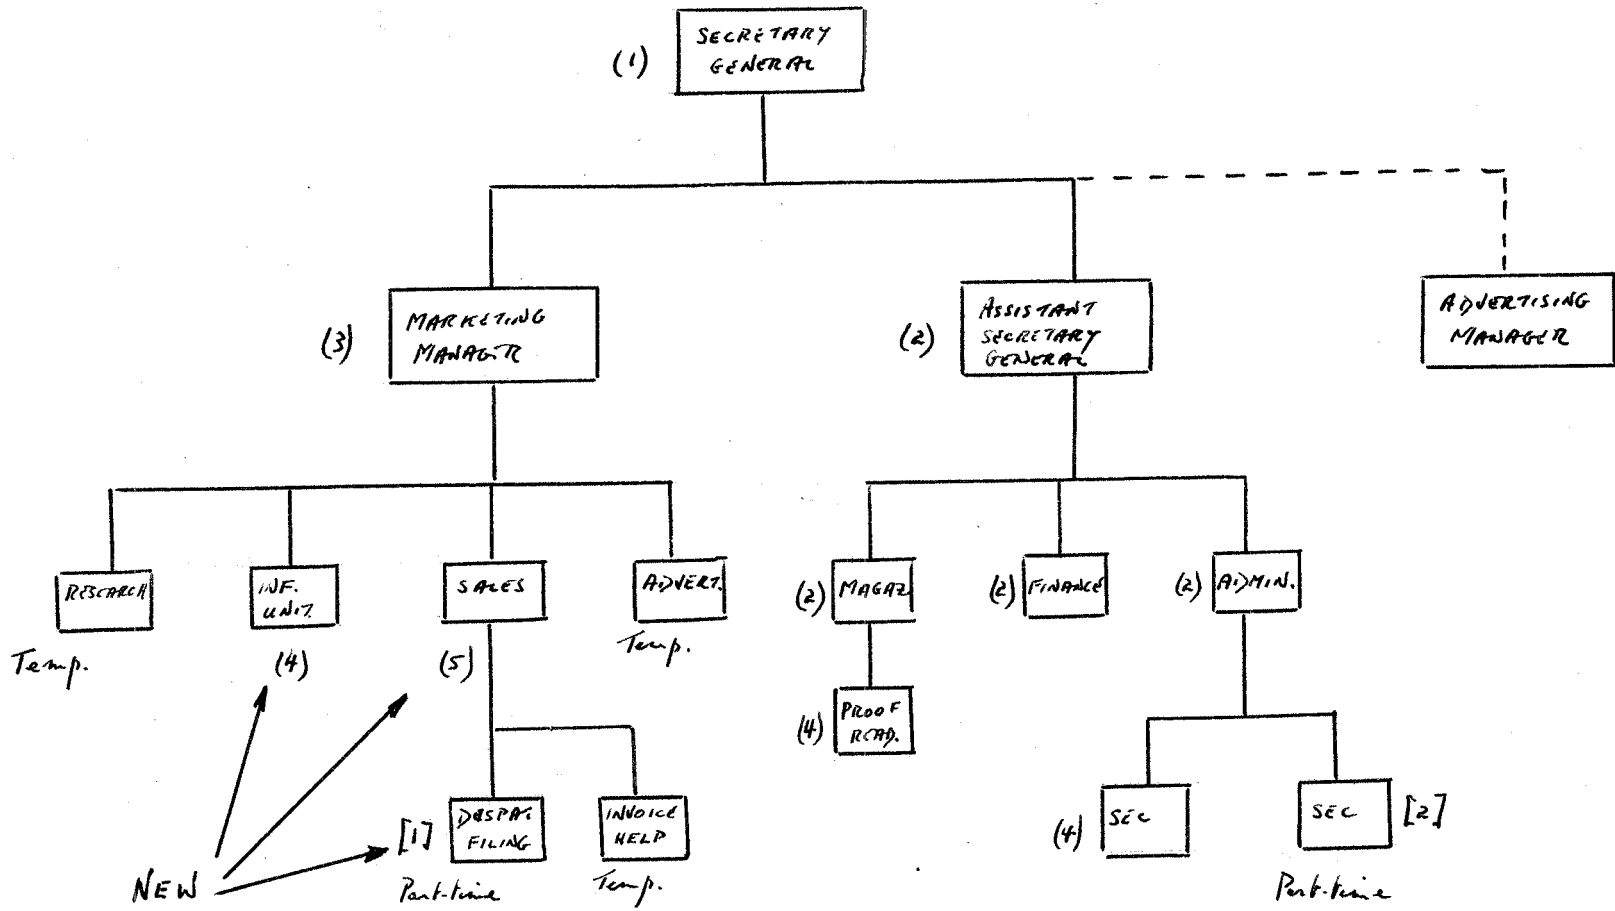 (1)
SECRETARY
GENERAL
(3)
MARKETING
MANAGER
(2)
ASSISTANT
SECRETARY
GENERAL
ADVERTISING
MANAGER
RESEARCH
Temp.
INF.
UNIT.
(4)
SALES
(5)
ADVERT.
Temp.
(2)
MAGAZ.
(2)
FINANCE
(2)
ADMIN.
(4)
PROOF
READ.
NEW
[1]
DESPAT.
FILING
Part-time
INVOICE
HELP
Temp.
(4)
SEC
SEC
[2]
Part-time